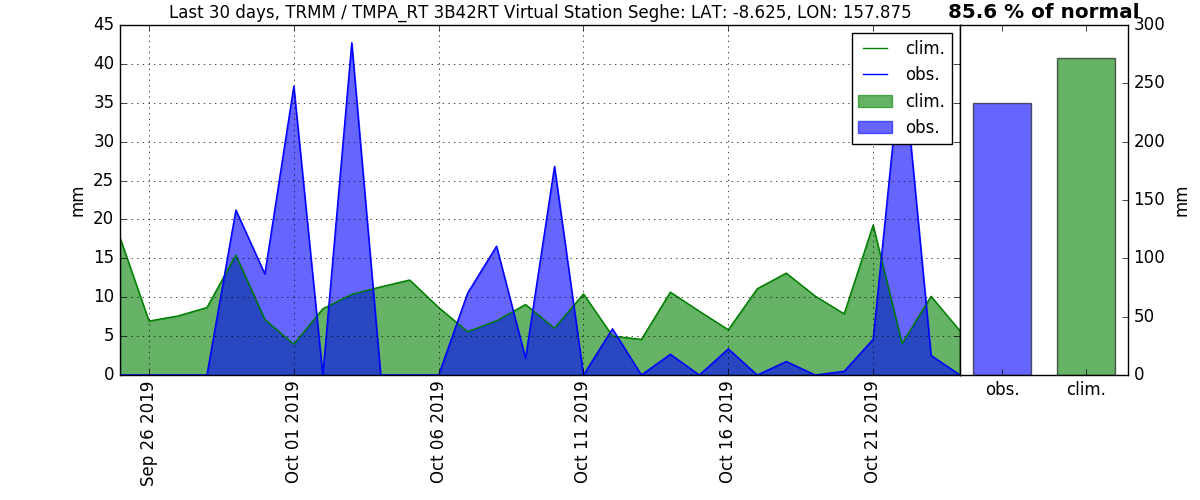 Last 30 days, TRMM / TMPA_RT 3B42RT Virtual Station Seghe: LAT: -8.625, LON: 157.875
85.6 % of normal
45
40
35
30
25
20
15
10
5
0
mm
clim.
obs.
clim.
obs.
Sep 26 2019
Oct 01 2019
Oct 06 2019
Oct 11 2019
Oct 16 2019
Oct 21 2019
300
250
200
150
100
50
0
mm
obs.
clim.